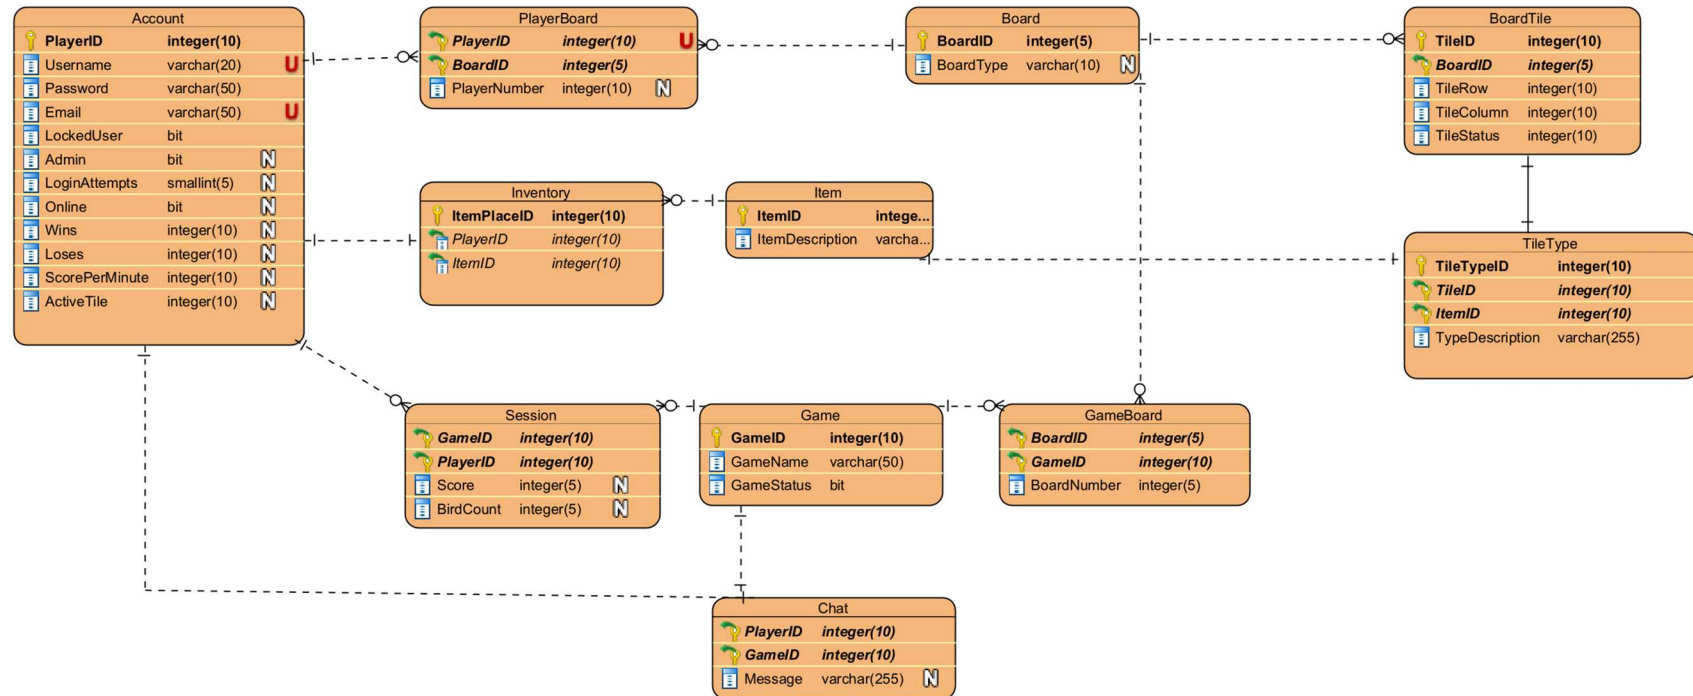 Account
PlayerID integer(10)
Username varchar(20) U
Password varchar(50)
Email varchar(50) U
LockedUser bit
Admin bit N
LoginAttempts smallint(5) N
Online bit N
Wins integer(10) N
Loses integer(10) N
ScorePerMinute integer(10) N
ActiveTile integer(10) N
PlayerBoard
PlayerID integer(10) U
BoardID integer(5)
PlayerNumber integer(10) N
Board
BoardID integer(5)
BoardType varchar(10) N
BoardTile
TileID integer(10)
BoardID integer(5)
TileRow integer(10)
TileColumn integer(10)
TileStatus integer(10)
Inventory
ItemPlaceID integer(10)
PlayerID integer(10)
ItemID integer(10)
Item
ItemID intege...
ItemDescription varcha...
TileType
TileTypeID integer(10)
TileID integer(10)
ItemID integer(10)
TypeDescription varchar(255)
Session
GameID integer(10)
PlayerID integer(10)
Score integer(5) N
BirdCount integer(5) N
Game
GameID integer(10)
GameName varchar(50)
GameStatus bit
GameBoard
BoardID integer(5)
GameID integer(10)
BoardNumber integer(5)
Chat
PlayerID integer(10)
GameID integer(10)
Message varchar(255) N